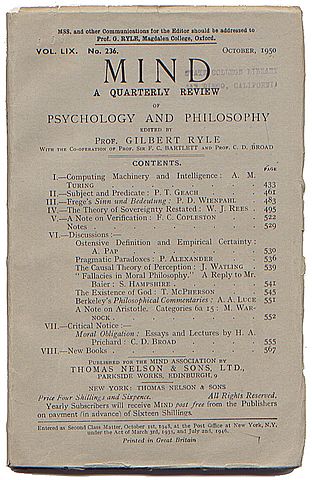 MSS. and other Communications for the Editor should be addressed to
Prof. G. RYLE, Magdalen College, Oxford.
VOL. LIX. No. 236. OCTOBER, 1950
MIND
STATE COLLEGE LIBRARY
SAN DIEGO, CALIFORNIA
A QUARTERLY REVIEW
OF
PSYCHOLOGY AND PHILOSOPHY
EDITED BY
PROF. GILBERT RYLE
WITH THE CO-OPERATION OF PROF. SIR F. C. BARTLETT AND PROF. C. D. BROAD
CONTENTS.
PAGE
I.—Computing Machinery and Intelligence: A. M.
TURING 433
II.—Subject and Predicate: P. T. GEACH 461
III.—Frege's Sinn und Bedeutung: P. D. WIENPAHL 483
IV.—The Theory of Sovereignty Restated: W. J. REES 495
V.—A Note on Verification: F. C. COPLESTON 522
Notes 529
VI.—Discussions:—
Ostensive Definition and Empirical Certainty:
A. PAP 530
Pragmatic Paradoxes: P. ALEXANDER 536
The Causal Theory of Perception: J. WATLING 539
"Fallacies in Moral Philosophy." A Reply to Mr.
Baier: S. HAMPSHIRE 541
The Existence of God: T. MCPHERSON 545
Berkeley's Philosophical Commentaries: A. A. LUCE 551
A Note on Aristotle. Categories 6a 15: M. WAR-
NOCK 552
VII.—Critical Notice:—
Moral Obligation: Essays and Lectures by H. A.
Prichard: C. D. BROAD 555
VIII.—New Books 567
PUBLISHED FOR THE MIND ASSOCIATION BY
THOMAS NELSON & SONS, LTD.,
PARKSIDE WORKS, EDINBURGH, 9
NEW YORK: THOMAS NELSON & SONS
Price Four Shillings and Sixpence. All Rights Reserved.
Yearly Subscribers will receive MIND post free from the Publishers
on payment (in advance) of Sixteen Shillings.
Entered as Second Class Matter, October 1st, 1948, at the Post Office at New York, N.Y.,
under the Act of March 3rd, 1933, and July 2nd, 1946.
Printed in Great Britain